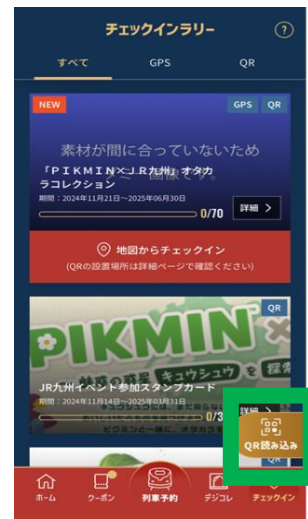 チェックインラリー
?
すべて GPS QR
NEW GPS QR
素材が間に合っていないため
「PIKMIN×JR九州」オタカ
ラコレクション
期間：2024年11月21日～2025年06月30日
0/70 詳細 >
地図からチェックイン
(QRの設置場所は詳細ページで確認ください)
QR
PIKMIN
惑星 キュウシュウ を 探
JR九州イベント参加スタンプカード
期間：2024年11月14日～2025年03月31日
0/3 詳細 >
QR読み込み
QR
ホーム クーポン 列車予約 デジコレ チェックイン